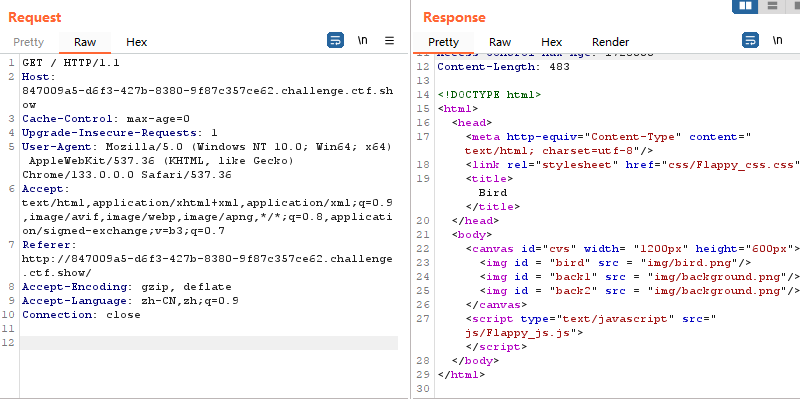 Request
Pretty Raw Hex
\n
1 GET / HTTP/1.1
2 Host:
847009a5-d6f3-427b-8380-9f87c357ce62.challenge.ctf.sh
ow
3 Cache-Control: max-age=0
4 Upgrade-Insecure-Requests: 1
5 User-Agent: Mozilla/5.0 (Windows NT 10.0; Win64; x64)
AppleWebKit/537.36 (KHTML, like Gecko)
Chrome/133.0.0.0 Safari/537.36
6 Accept:
text/html,application/xhtml+xml,application/xml;q=0.9
,image/avif,image/webp,image/apng,*/*;q=0.8,applicati
on/signed-exchange;v=b3;q=0.7
7 Referer:
http://847009a5-d6f3-427b-8380-9f87c357ce62.challenge
.ctf.show/
8 Accept-Encoding: gzip, deflate
9 Accept-Language: zh-CN,zh;q=0.9
10 Connection: close
11
12
Response
Pretty Raw Hex Render
\n
12 Content-Length: 483
13
14 <!DOCTYPE html>
15 <html>
16 <head>
17 <meta http-equiv="Content-Type" content="
text/html; charset=utf-8"/>
18 <link rel="stylesheet" href="css/Flappy_css.css"
19 <title>
Bird
</title>
20 </head>
21 <body>
22 <canvas id="cvs" width= "1200px" height="600px">
23 <img id = "bird" src = "img/bird.png"/>
24 <img id = "back1" src = "img/background.png"/>
25 <img id = "back2" src = "img/background.png"/>
26 </canvas>
27 <script type="text/javascript" src="
js/Flappy_js.js">
</script>
28 </body>
29 </html>
30